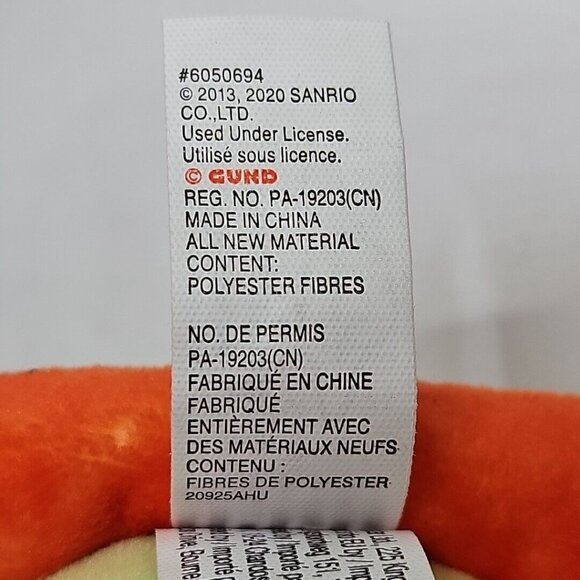 #6050694
© 2013, 2020 SANRIO
CO.,LTD.
Used Under License.
Utilisé sous licence.
© GUND
REG. NO. PA-19203(CN)
MADE IN CHINA
ALL NEW MATERIAL
CONTENT:
POLYESTER FIBRES
NO. DE PERMIS
PA-19203(CN)
FABRIQUÉ EN CHINE
FABRIQUÉ
ENTIÈREMENT AVEC
DES MATÉRIAUX NEUFS
CONTENU :
FIBRES DE POLYESTER
20925AHU